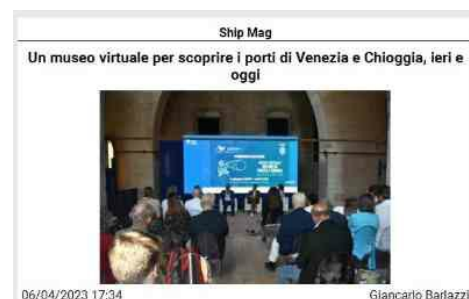 Ship Mag
Un museo virtuale per scoprire i porti di Venezia e Chioggia, ieri e
oggi
06/04/2023 17:34
Giancarlo Barlazzi